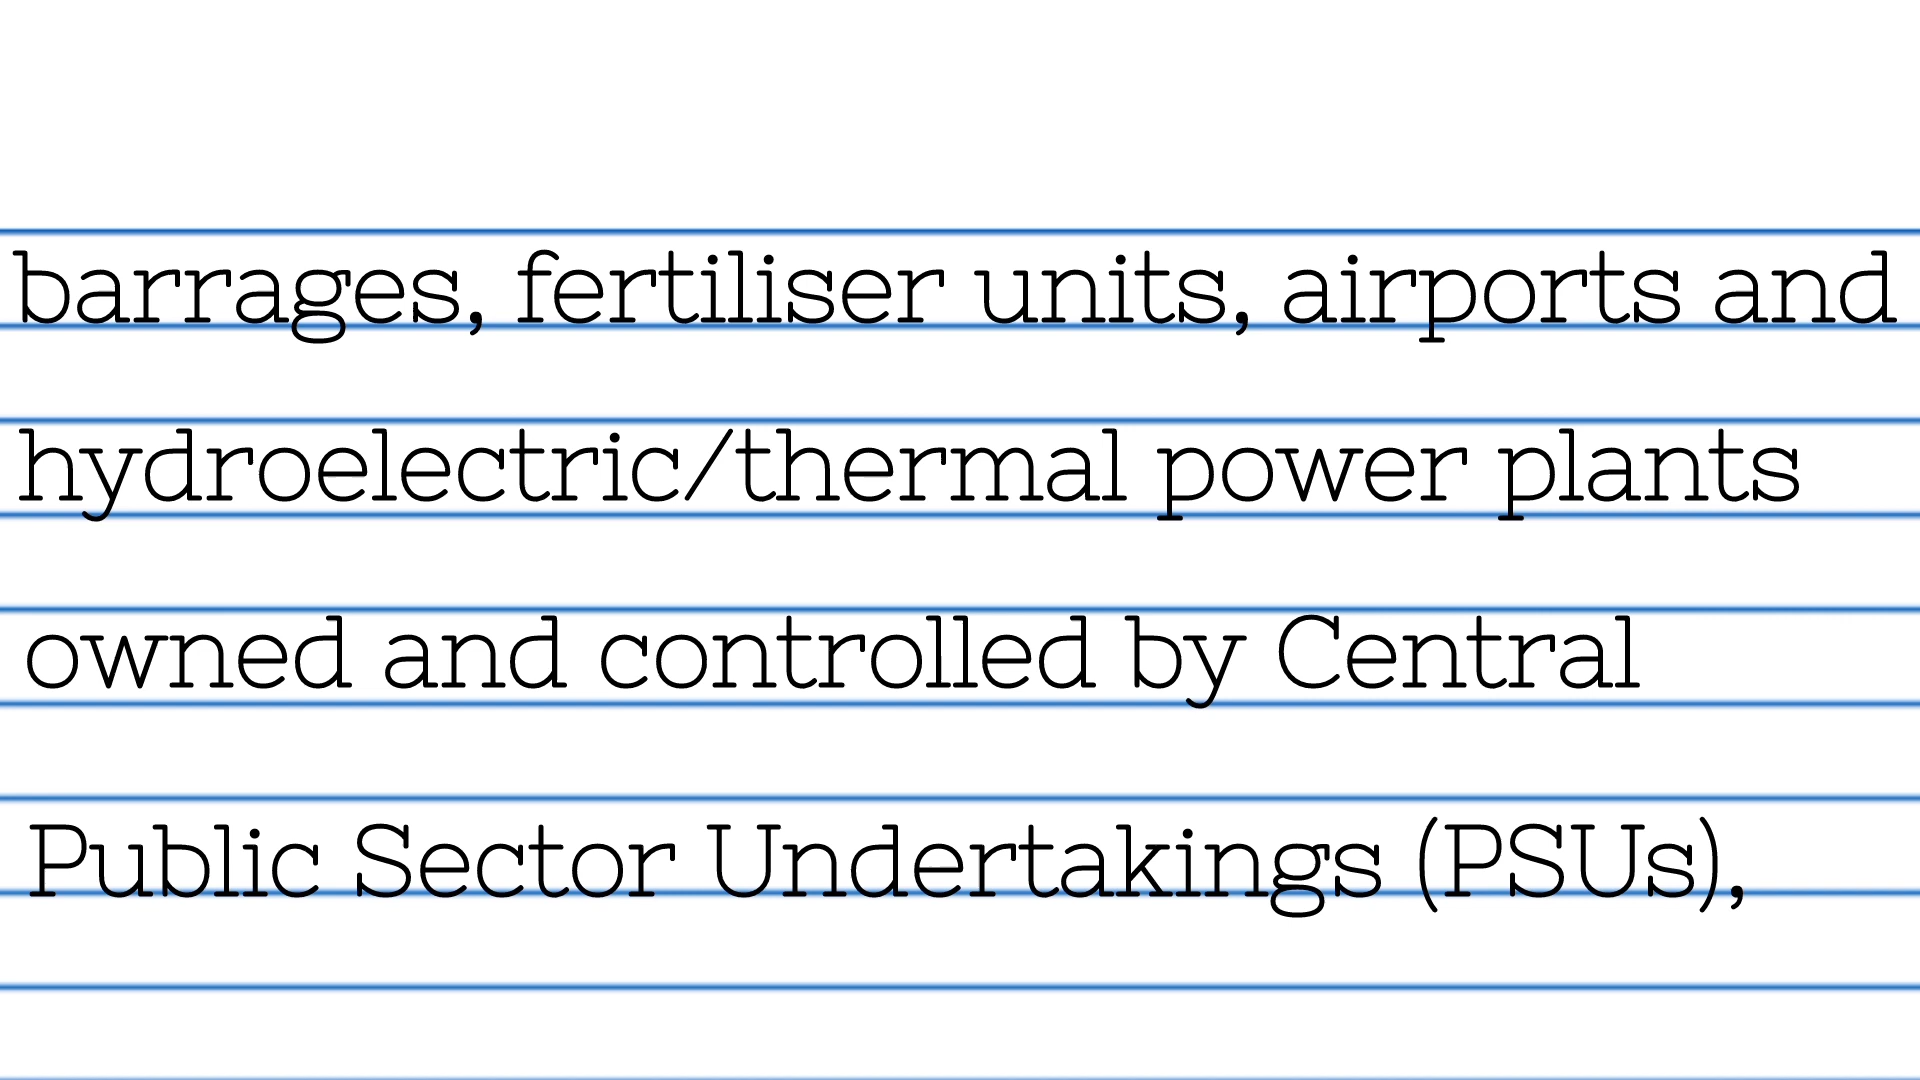 barrages, fertiliser units, airports and
hydroelectric/thermal power plants
owned and controlled by Central
Public Sector Undertakings (PSUs),